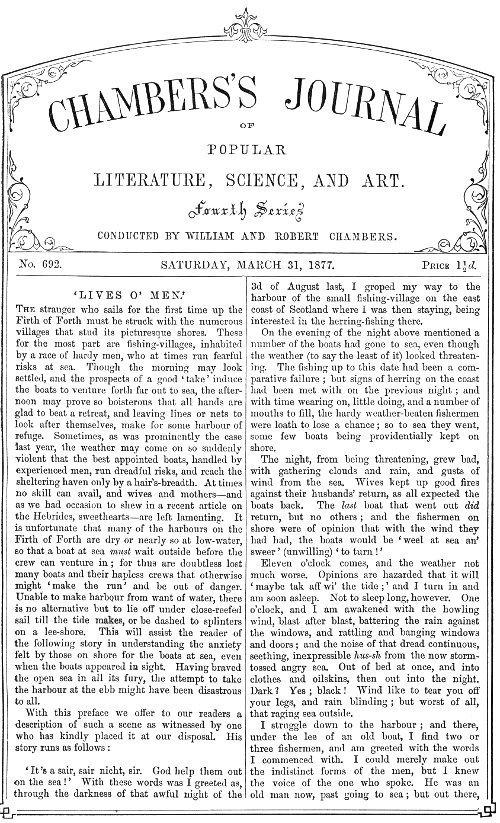 CHAMBERS'S JOURNAL
OF
POPULAR
LITERATURE, SCIENCE, AND ART.
Fourth Series
CONDUCTED BY WILLIAM AND ROBERT CHAMBERS.
No. 692.
SATURDAY, MARCH 31, 1877.
PRICE 1½d.
'LIVES O' MEN.'
THE stranger who sails for the first time up the
Firth of Forth must be struck with the numerous
villages that stud its picturesque shores. These
for the most part are fishing-villages, inhabited
by a race of hardy men, who at times run fearful
risks at sea. Though the morning may look
settled, and the prospects of a good 'take' induce
the boats to venture forth far out to sea, the after-
noon may prove so boisterous that all hands are
glad to beat a retreat, and leaving lines or nets to
look after themselves, make for some harbour of
refuge. Sometimes, as was prominently the case
last year, the weather may come on so suddenly
violent that the best appointed boats, handled by
experienced men, run dreadful risks, and reach the
sheltering haven only by a hair's-breadth. At times
no skill can avail, and wives and mothers—and
as we had occasion to shew in a recent article on
the Hebrides, sweethearts—are left lamenting. It
is unfortunate that many of the harbours on the
Firth of Forth are dry or nearly so at low-water,
so that a boat at sea must wait outside before the
crew can venture in; for thus are doubtless lost
many boats and their hapless crews that otherwise
might 'make the run' and be out of danger.
Unable to make harbour from want of water, there
is no alternative but to lie off under close-reefed
sail till the tide makes, or be dashed to splinters
on a lee-shore. This will assist the reader of
the following story in understanding the anxiety
felt by those on shore for the boats at sea, even
when the boats appeared in sight. Having braved
the open sea in all its fury, the attempt to take
the harbour at the ebb might have been disastrous
to all.
With this preface we offer to our readers a
description of such a scene as witnessed by one
who has kindly placed it at our disposal. His
story runs as follows:
'It's a sair, sair nicht, sir. God help them out
on the sea!' With these words was I greeted as,
through the darkness of that awful night of the
3d of August last, I groped my way to the
harbour of the small fishing-village on the east
coast of Scotland where I was then staying, being
interested in the herring-fishing there.
On the evening of the night above mentioned a
number of the boats had gone to sea, even though
the weather (to say the least of it) looked threaten-
ing. The fishing up to this date had been a com-
parative failure; but signs of herring on the coast
had been met with on the previous night; and
with time wearing on, little doing, and a number of
mouths to fill, the hardy weather-beaten fishermen
were loath to lose a chance; so to sea they went,
some few boats being providentially kept on
shore.
The night, from being threatening, grew bad,
with gathering clouds and rain, and gusts of
wind from the sea. Wives kept up good fires
against their husbands' return, as all expected the
boats back. The last boat that went out did
return, but no others; and the fishermen on
shore were of opinion that with the wind they
had had, the boats would be 'weel at sea an'
sweer' (unwilling) 'to turn!'
Eleven o'clock comes, and the weather not
much worse. Opinions are hazarded that it will
'maybe tak aff wi' the tide;' and I turn in and
am soon asleep. Not to sleep long, however. One
o'clock, and I am awakened with the howling
wind, blast after blast, battering the rain against
the windows, and rattling and banging windows
and doors; and the noise of that dread continuous,
seething, inexpressible hus-sh from the now storm-
tossed angry sea. Out of bed at once, and into
clothes and oilskins, then out into the night.
Dark? Yes; black! Wind like to tear you off
your legs, and rain blinding; but worst of all,
that raging sea outside.
I struggle down to the harbour; and there,
under the lee of an old boat, I find two or
three fishermen, and am greeted with the words
I commenced with. I could merely make out
the indistinct forms of the men, but I knew
the voice of the one who spoke. He was an
old man now, past going to sea; but out there,